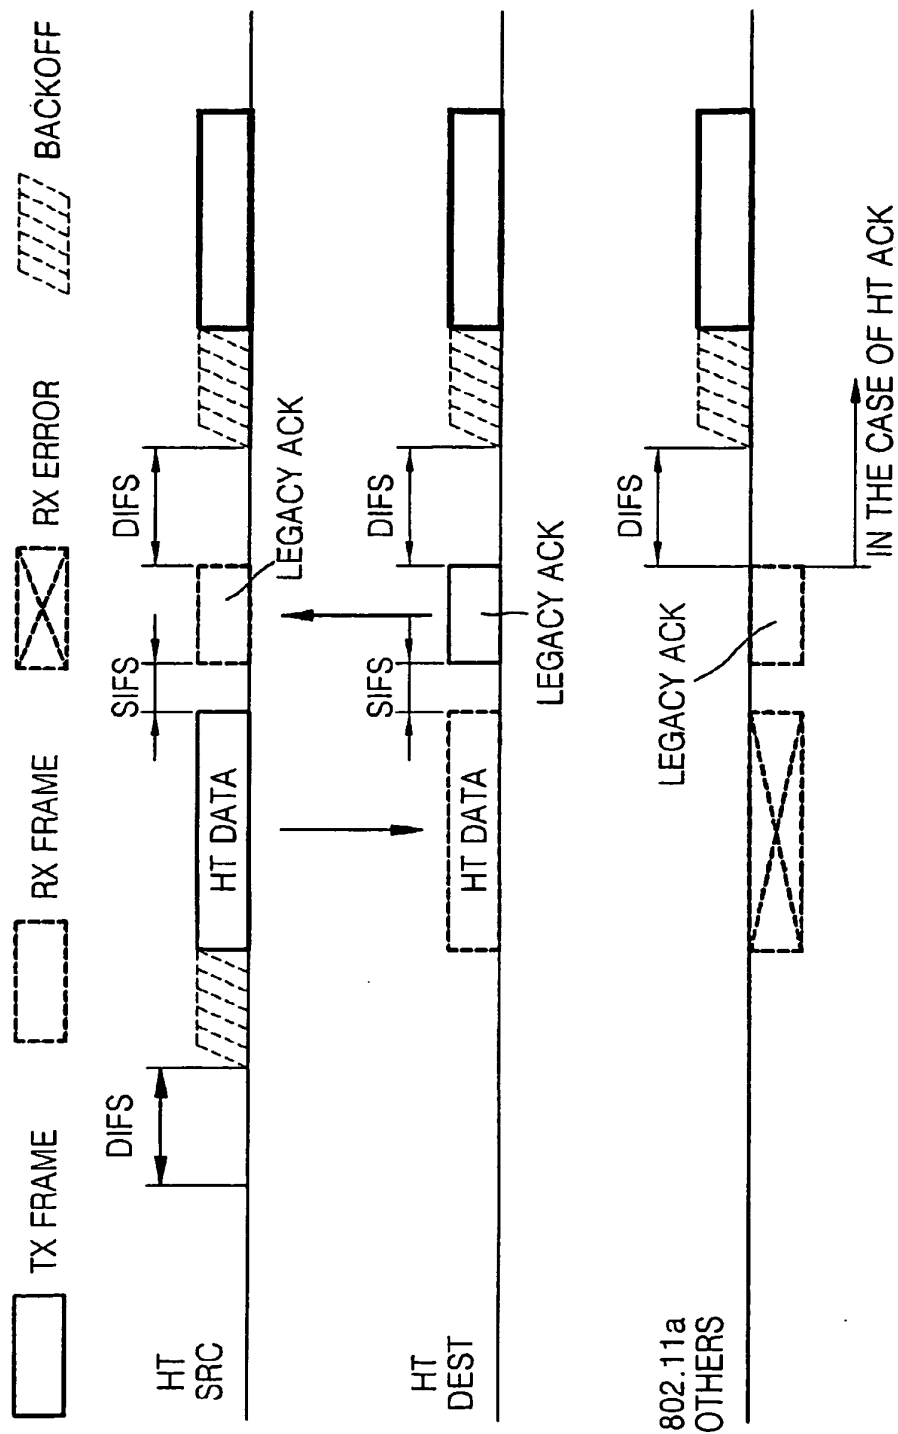 TX FRAME
RX FRAME
RX ERROR
BACKOFF
HT
SRC
DIFS
HT DATA
SIFS
DIFS
LEGACY ACK
HT
DEST
HT DATA
SIFS
DIFS
LEGACY ACK
802.11a
OTHERS
LEGACY ACK
DIFS
IN THE CASE OF HT ACK